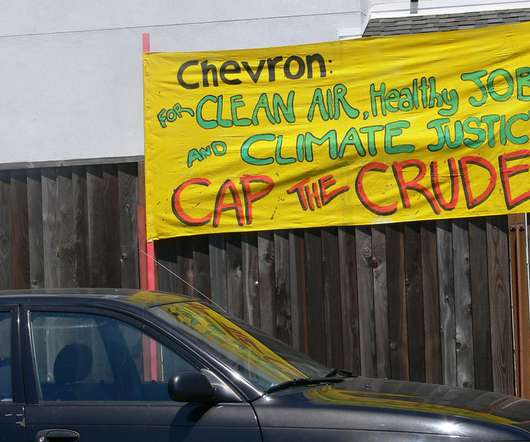 Chevron:
FOR CLEAN AIR, Healthy JOB
AND CLIMATE JUSTIC
CAP THE CRUDE